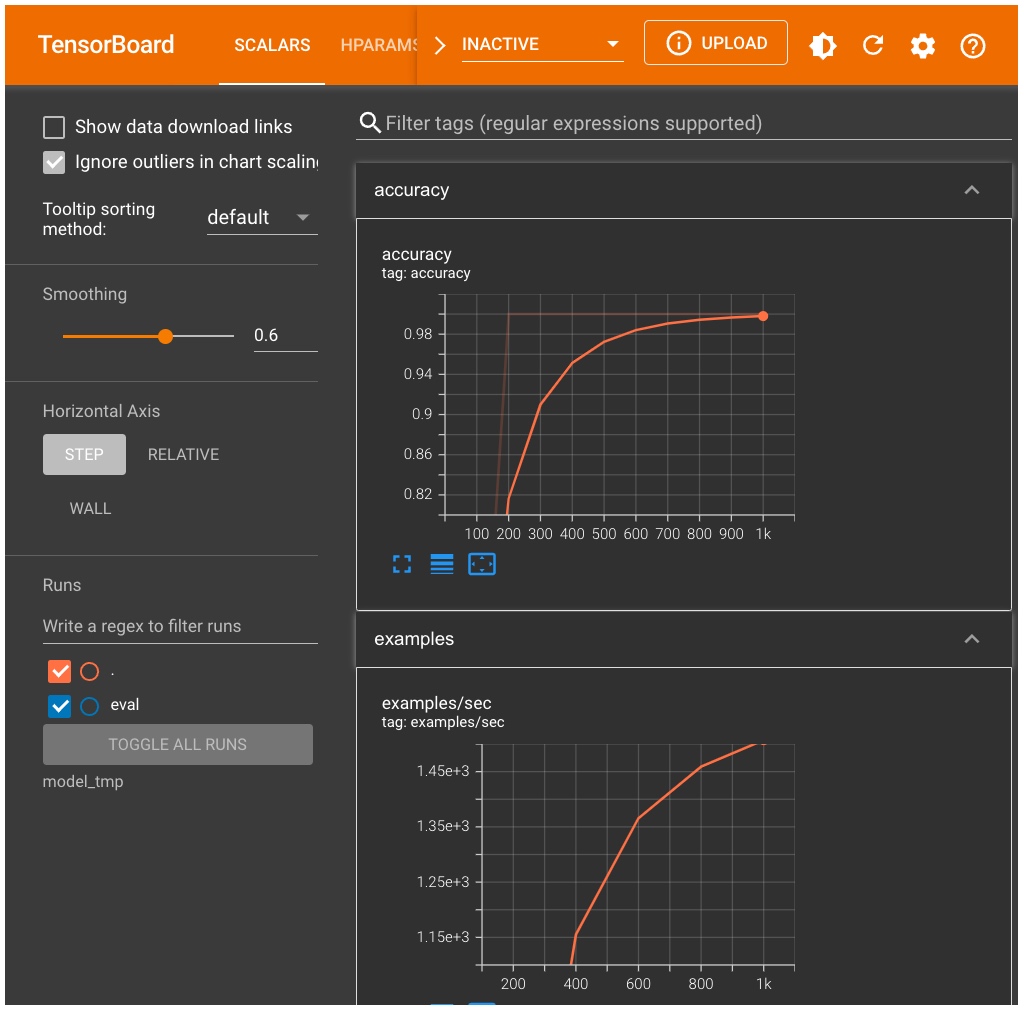 TensorBoard SCALARS HPARAMS INACTIVE UPLOAD
Show data download links
Ignore outliers in chart scaling
Tooltip sorting
method:
default
Smoothing
0.6
Horizontal Axis
STEP RELATIVE
WALL
Runs
Write a regex to filter runs
.
eval
TOGGLE ALL RUNS
model_tmp
Filter tags (regular expressions supported)
accuracy
accuracy
tag: accuracy
0.98
0.94
0.9
0.86
0.82
100 200 300 400 500 600 700 800 900 1k
examples
examples/sec
tag: examples/sec
1.45e+3
1.35e+3
1.25e+3
1.15e+3
200 400 600 800 1k